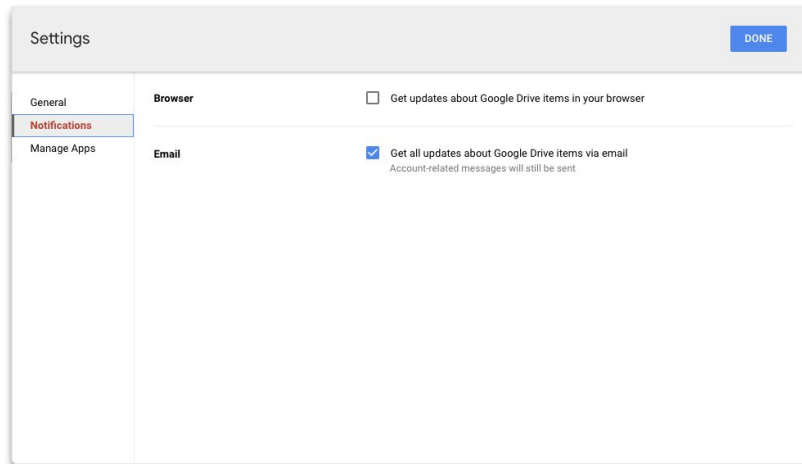 Settings
DONE
General
Notifications
Manage Apps
Browser
Get updates about Google Drive items in your browser
Email
Get all updates about Google Drive items via email
Account-related messages will still be sent